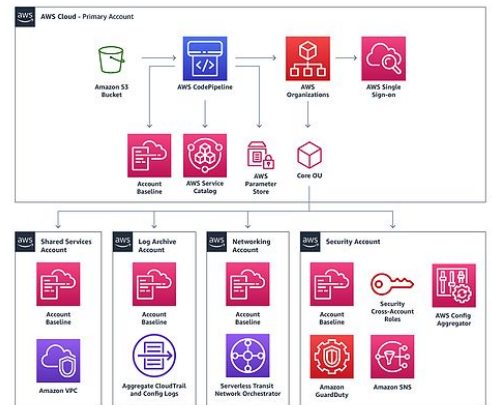 aws
AWS Cloud - Primary Account
Amazon S3
Bucket
AWS CodePipeline
AWS
Organizations
AWS Single
Sign-on
Account
Baseline
AWS Service
Catalog
AWS
Parameter
Store
Core OU
aws
Shared Services
Account
Account
Baseline
Amazon VPC
aws
Log Archive
Account
Account
Baseline
Aggregate CloudTrail
and Config Logs
aws
Networking
Account
Account
Baseline
Serverless Transit
Network Orchestrator
aws
Security Account
Account
Baseline
Security
Cross-Account
Roles
AWS Config
Aggregator
Amazon
GuardDuty
Amazon SNS